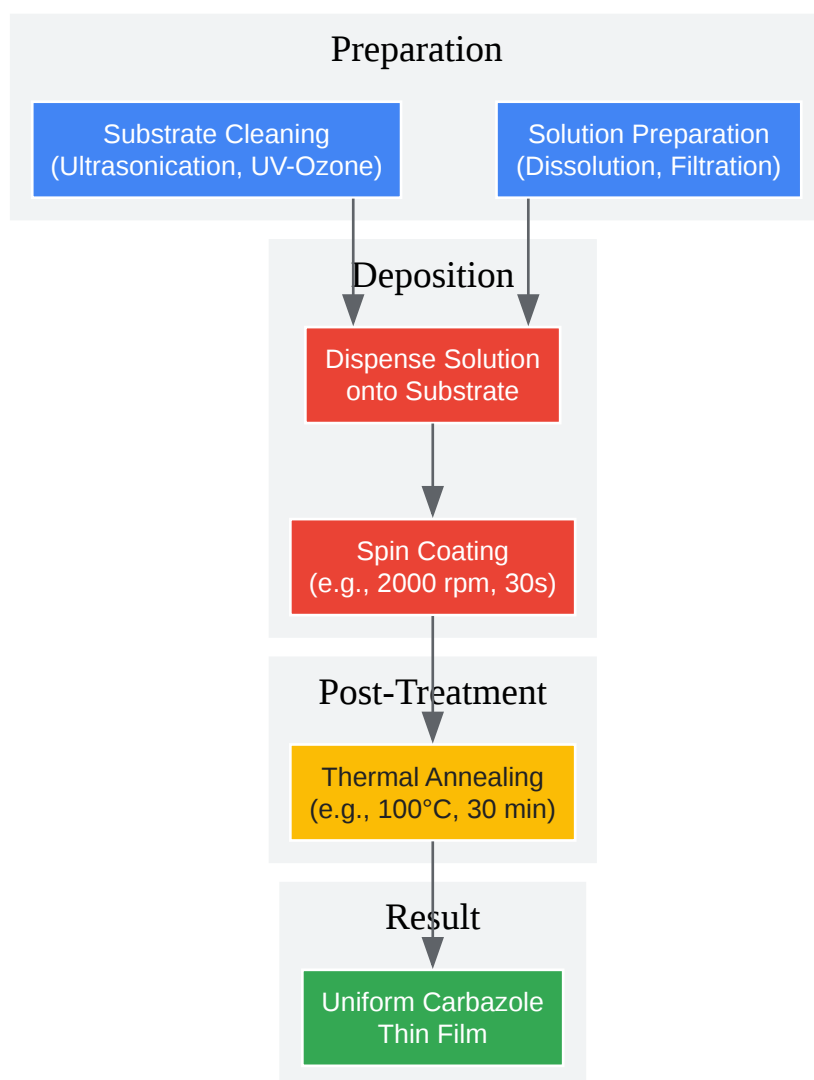 Preparation
Substrate Cleaning
(Ultrasonication, UV-Ozone)
Solution Preparation
(Dissolution, Filtration)
Deposition
Dispense Solution
onto Substrate
Spin Coating
(e.g., 2000 rpm, 30s)
Post-Treatment
Thermal Annealing
(e.g., 100°C, 30 min)
Result
Uniform Carbazole
Thin Film